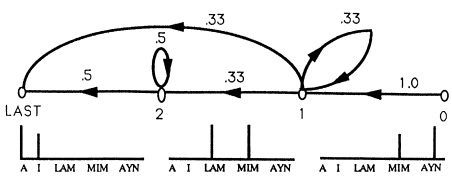 .33 .33
.5
.5 .33 1.0
LAST 2 1 0
A I LAM MIM AYN A I LAM MIM AYN A I LAM MIM AYN